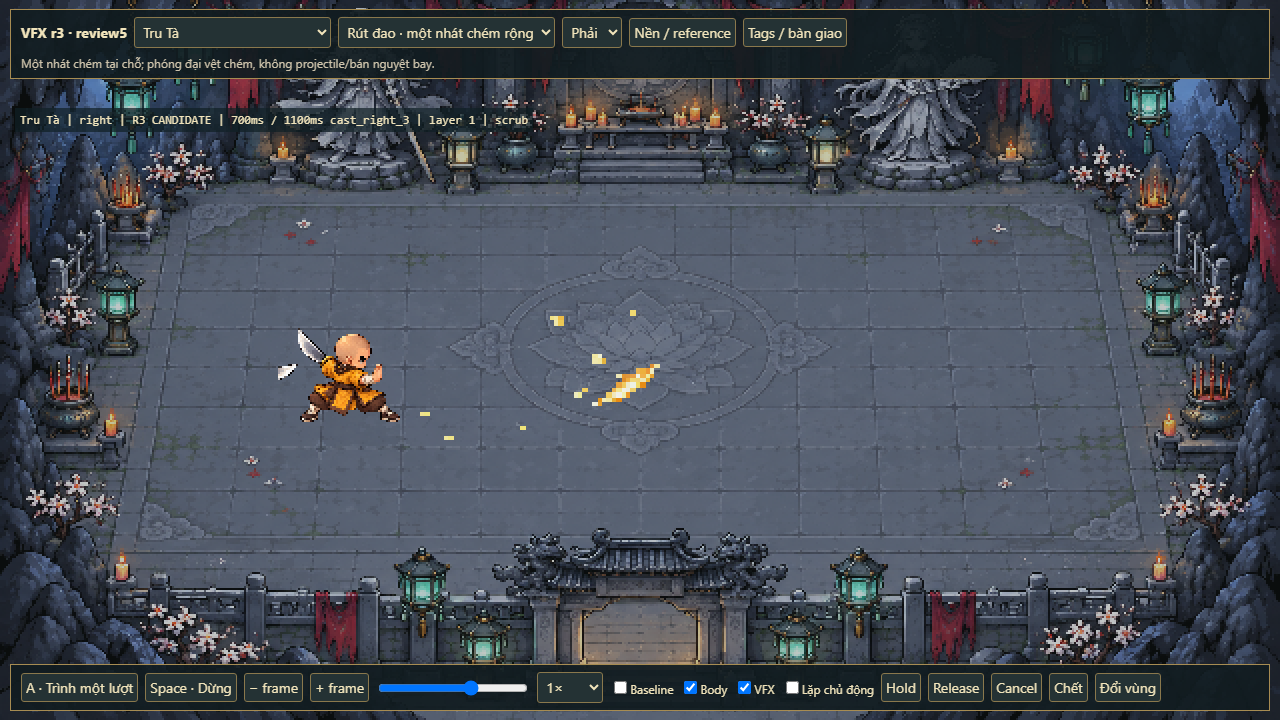 VFX r3 · review5 Tru Tà Rút đao · một nhát chém rộng Phải Nền / reference Tags / bàn giao
Một nhát chém tại chỗ; phóng đại vệt chém, không projectile/bán nguyệt bay.
Tru Tà | right | R3 CANDIDATE | 700ms / 1100ms cast_right_3 | layer 1 | scrub
A · Trình một lượt Space · Dừng − frame + frame 1× Baseline Body VFX Lặp chủ động Hold Release Cancel Chết Đổi vùng